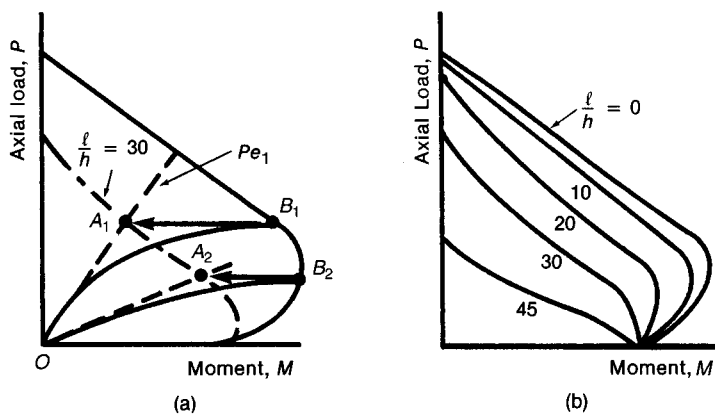 Axial load, P
ℓ/h = 30
Pe₁
A₁
B₁
A₂
B₂
O
Moment, M
(a)
Axial Load, P
ℓ/h = 0
10
20
30
45
Moment, M
(b)